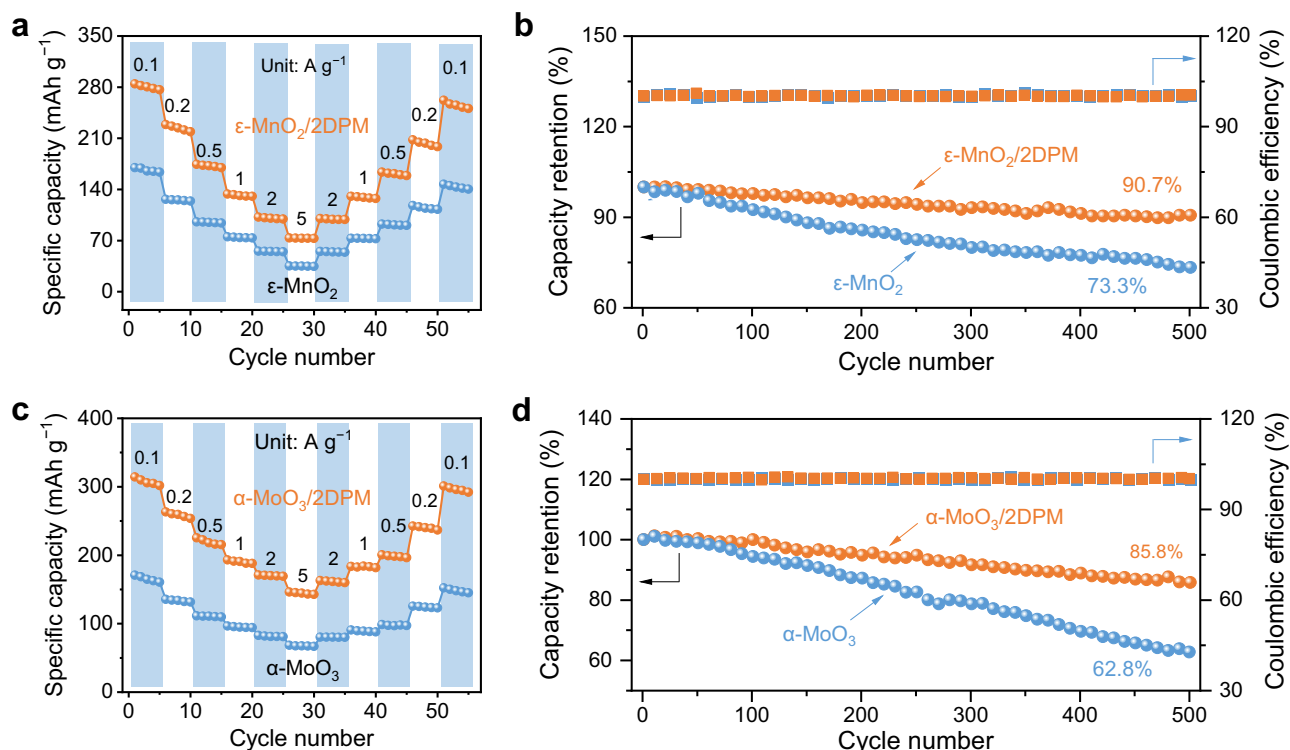 a
350
280
210
140
70
0
Specific capacity (mAh g⁻¹)
0.1
0.2
0.5
1
2
5
2
1
0.5
0.2
0.1
Unit: A g⁻¹
ε-MnO₂/2DPM
ε-MnO₂
0 10 20 30 40 50
Cycle number
b
150
120
90
60
Capacity retention (%)
120
90
60
30
Coulombic efficiency (%)
ε-MnO₂/2DPM
90.7%
ε-MnO₂
73.3%
0 100 200 300 400 500
Cycle number
c
400
300
200
100
0
Specific capacity (mAh g⁻¹)
Unit: A g⁻¹
0.1
0.2
0.5
1
2
5
2
1
0.5
0.2
0.1
α-MoO₃/2DPM
α-MoO₃
0 10 20 30 40 50
Cycle number
d
140
120
100
80
60
Capacity retention (%)
120
90
60
30
Coulombic efficiency (%)
α-MoO₃/2DPM
85.8%
α-MoO₃
62.8%
0 100 200 300 400 500
Cycle number